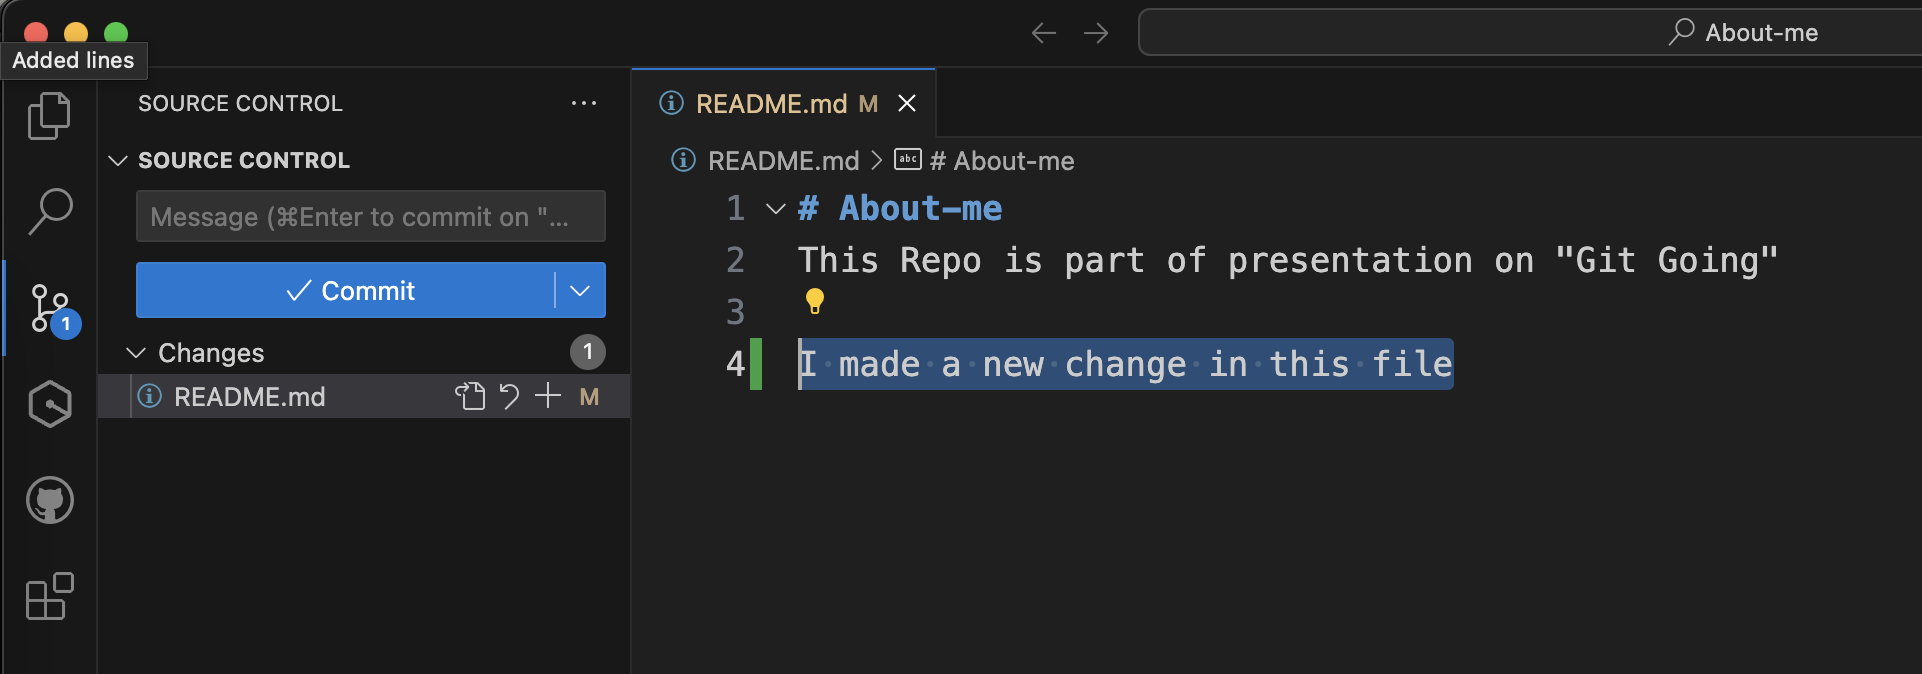 About-me
Added lines
SOURCE CONTROL
README.md M
SOURCE CONTROL
README.md > # About-me
Message (⌘Enter to commit on "...
Commit
Changes 1
README.md M
1
1 # About-me
2 This Repo is part of presentation on "Git Going"
3
4 I made a new change in this file